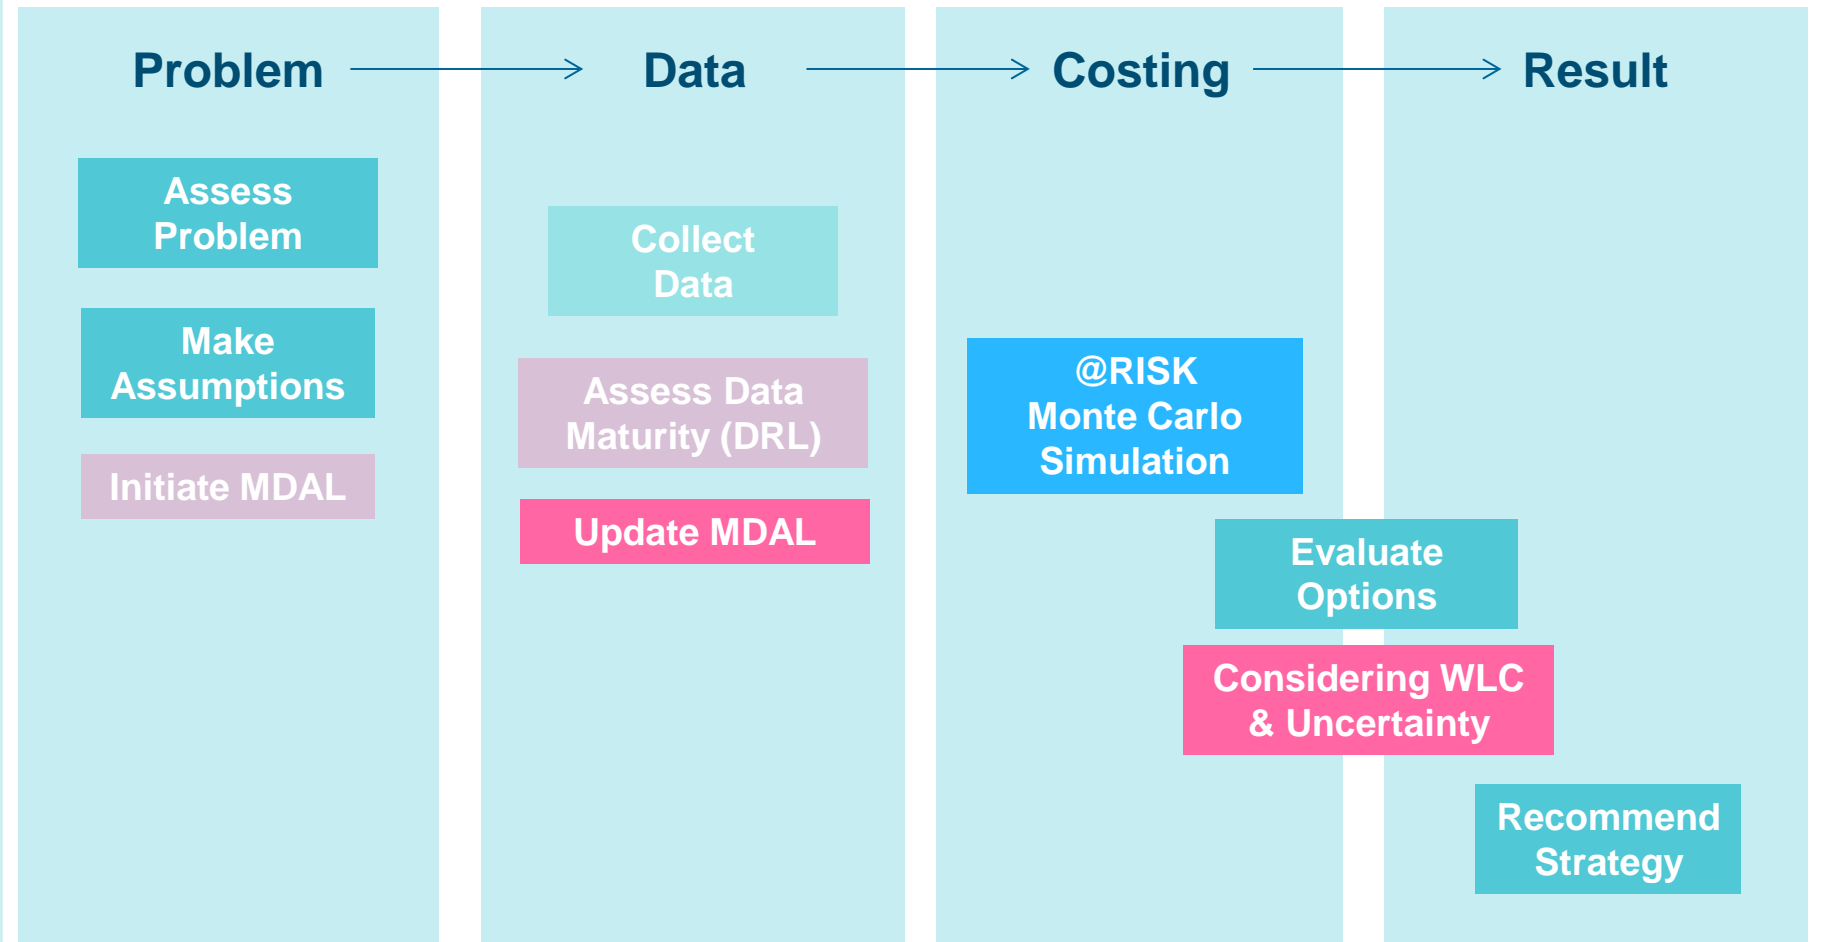 Problem
Data
Costing
Result
Assess
Problem
Make
Assumptions
Initiate MDAL
Collect
Data
Assess Data
Maturity (DRL)
Update MDAL
@RISK
Monte Carlo
Simulation
Evaluate
Options
Considering WLC
& Uncertainty
Recommend
Strategy